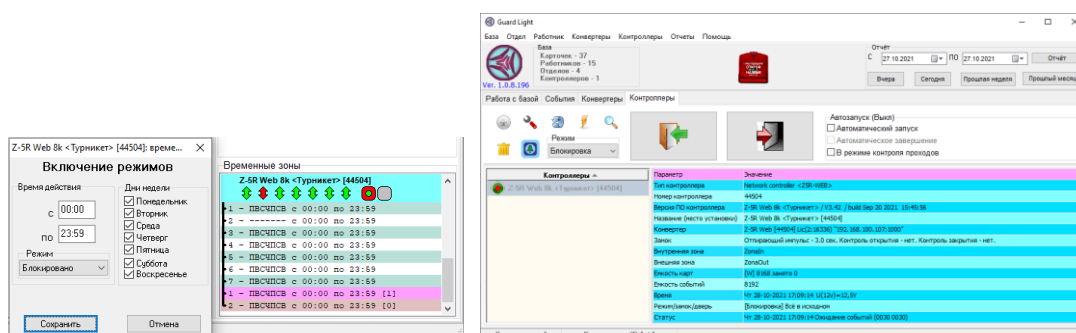 Z-5R Web 8k <Турникет> [44504]: време...
Включение режимов
Время действия
с 00:00
по 23:59
Режим
Блокировано
Дни недели
Понедельник
Вторник
Среда
Четверг
Пятница
Суббота
Воскресенье
Сохранить
Отмена
Временные зоны
Z-5R Web 8k <Турникет> [44504]
1 - ПВСЧПСВ с 00:00 по 23:59
2 - ------- с 00:00 по 23:59
3 - ПВСЧПСВ с 00:00 по 23:59
4 - ПВСЧПСВ с 00:00 по 23:59
5 - ПВСЧПСВ с 00:00 по 23:59
6 - ПВСЧПСВ с 00:00 по 23:59
7 - ПВСЧПСВ с 00:00 по 23:59
1 - ПВСЧПСВ с 00:00 по 23:59 [1]
2 - ПВСЧПСВ с 00:00 по 23:59 [0]
Guard Light
База Отдел Работник Конвертеры Контроллеры Отчеты Помощь
Ver. 1.0.8.196
База
Карточек - 37
Работников - 15
Отделов - 4
Контроллеров - 1
Отчёт
С 27.10.2021 ПО 27.10.2021 Отчёт
Вчера Сегодня Прошлая неделя Прошлый месяц
Работа с базой События Конвертеры Контроллеры
Режим
Блокировка
Автозапуск (Выкл)
Автоматический запуск
Автоматическое завершение
В режиме контроля проходов
Контроллеры
Z-5R Web 8k <Турникет> [44504]
Параметр Значение
Тип контроллера Network controller <Z5R-WEB>
Номер контроллера 44504
Версия ПО контроллера Z-5R Web 8k <Турникет> / V3.42 / build Sep 20 2021 15:45:56
Название (место установки) Z-5R Web 8k <Турникет> [44504]
Конвертер Z-5R Web [44504] Lic(2:16336) "192.168.100.107:1000"
Замок Отпирающий импульс - 3.0 сек. Контроль открытия - нет. Контроль закрытия - нет.
Внутренняя зона ZonaIn
Внешняя зона ZonaOut
Емкость карт [W] 8168 занято 0
Емкость событий 8192
Время Чт 28-10-2021 17:09:14 U(12v)=12,5V
Режим/замок/дверь [Блокировка] Всё в исходном
Статус Чт 28-10-2021 17:09:14 Ожидание событий (0030 0030)